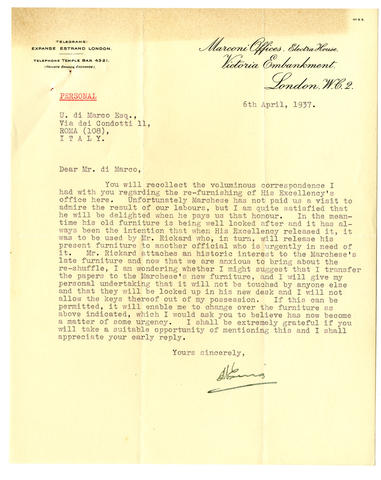 TELEGRAMS:
EXPANSE ESTRAND LONDON.
TELEPHONE TEMPLE BAR 4321.
(PRIVATE BRANCH EXCHANGE.)
Marconi Offices, Electra House,
Victoria Embankment,
London, W.C.2.
PERSONAL
6th April, 1937.
U. di Marco Esq.,
Via dei Condotti 11,
ROMA (108),
I T A L Y.
Dear Mr. di Marco,
You will recollect the voluminous correspondence I
had with you regarding the re-furnishing of His Excellency's
office here. Unfortunately Marchese has not paid us a visit to
admire the result of our labours, but I am quite satisfied that
he will be delighted when he pays us that honour. In the mean-
time his old furniture is being well looked after and it has al-
ways been the intention that when His Excellency released it, it
was to be used by Mr. Rickard who, in turn, will release his
present furniture to another official who is urgently in need of
it. Mr. Rickard attaches an historic interest to the Marchese's
late furniture and now that we are anxious to bring about the
re-shuffle, I am wondering whether I might suggest that I transfer
the papers to the Marchese's new furniture, and I will give my
personal undertaking that it will not be touched by anyone else
and that they will be locked up in his new desk and I will not
allow the keys thereof out of my possession. If this can be
permitted, it will enable me to change over the furniture as
above indicated, which I would ask you to believe has now become
a matter of some urgency. I shall be extremely grateful if you
will take a suitable opportunity of mentioning this and I shall
appreciate your early reply.
Yours sincerely,